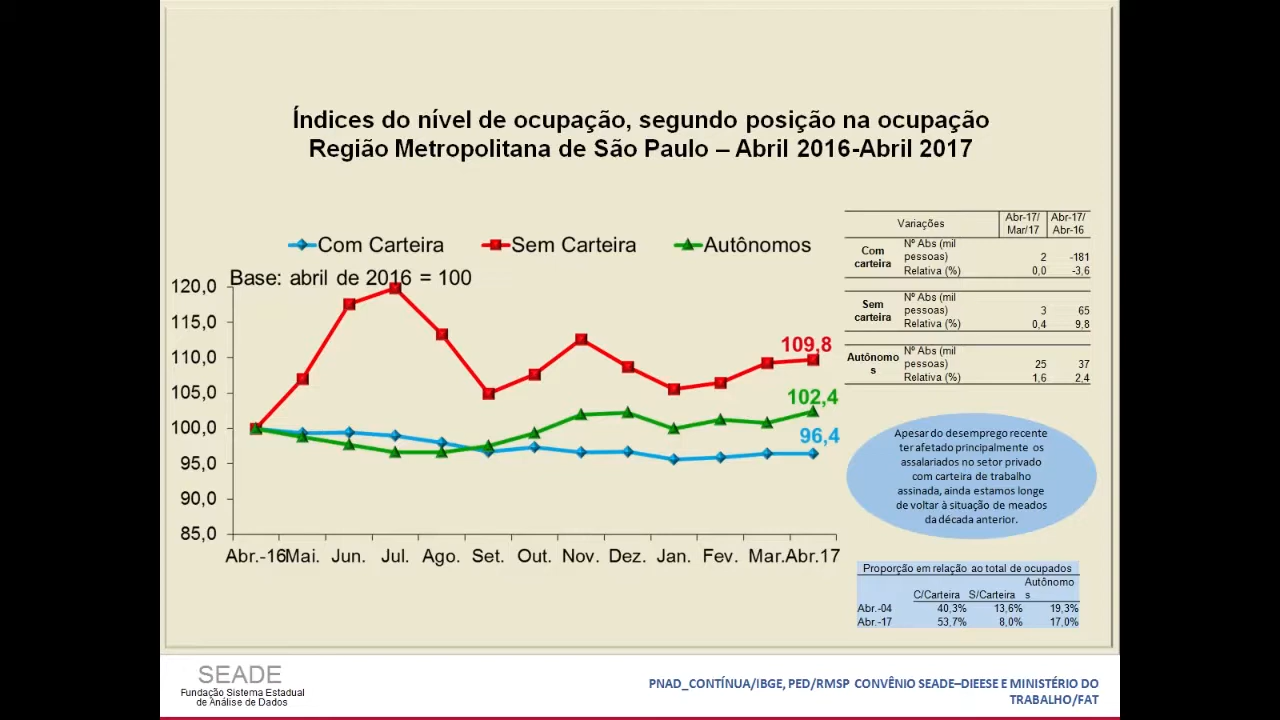 Índices do nível de ocupação, segundo posição na ocupação
Região Metropolitana de São Paulo – Abril 2016-Abril 2017
Com Carteira Sem Carteira Autônomos
Base: abril de 2016 = 100
120,0
115,0
110,0
105,0
100,0
95,0
90,0
85,0
109,8
102,4
96,4
Abr.-16 Mai. Jun. Jul. Ago. Set. Out. Nov. Dez. Jan. Fev. Mar. Abr.17
Variações Abr-17/ Mar/17 Abr-17/ Abr-16
Com carteira
Nº Abs (mil pessoas) 2 -181
Relativa (%) 0,0 -3,6
Sem carteira
Nº Abs (mil pessoas) 3 65
Relativa (%) 0,4 9,8
Autônomo s
Nº Abs (mil pessoas) 25 37
Relativa (%) 1,6 2,4
Apesar do desemprego recente
ter afetado principalmente os
assalariados no setor privado
com carteira de trabalho
assinada, ainda estamos longe
de voltar à situação de meados
da década anterior.
Proporção em relação ao total de ocupados
C/Carteira S/Carteira Autônomo s
Abr.-04 40,3% 13,6% 19,3%
Abr.-17 53,7% 8,0% 17,0%
SEADE
Fundação Sistema Estadual
de Análise de Dados
PNAD_CONTÍNUA/IBGE, PED/RMSP CONVÊNIO SEADE–DIEESE E MINISTÉRIO DO
TRABALHO/FAT